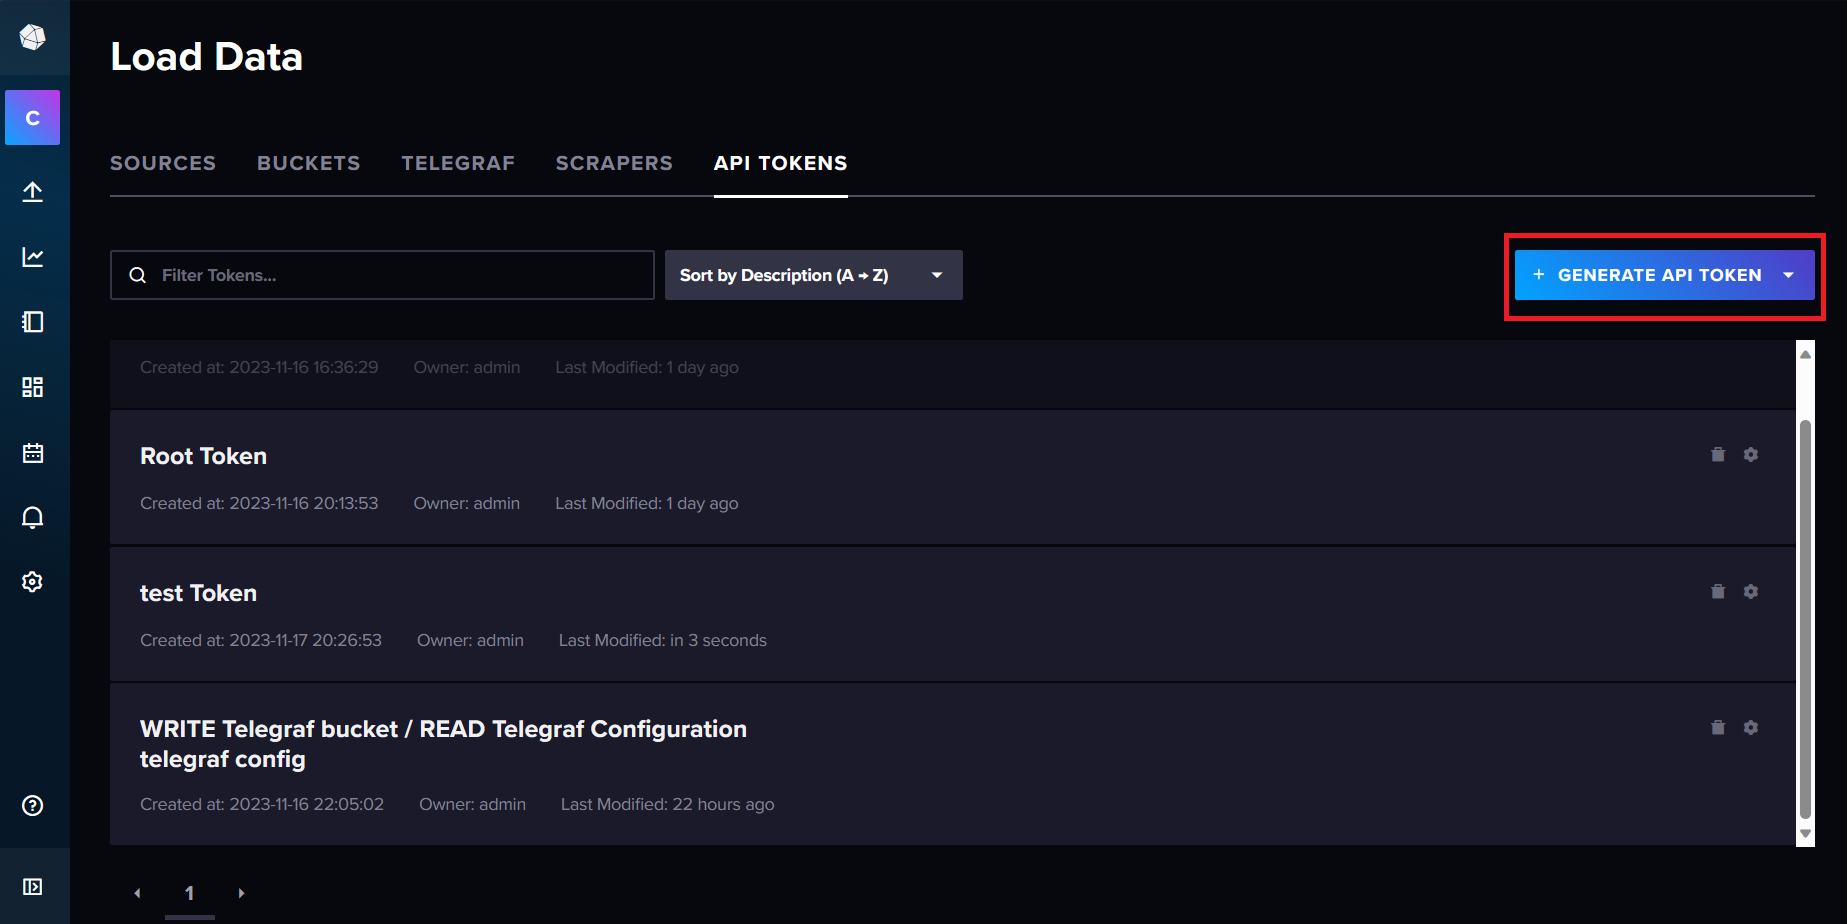 Load Data
C
SOURCES BUCKETS TELEGRAF SCRAPERS API TOKENS
Filter Tokens... Sort by Description (A → Z) + GENERATE API TOKEN
Created at: 2023-11-16 16:36:29 Owner: admin Last Modified: 1 day ago
Root Token
Created at: 2023-11-16 20:13:53 Owner: admin Last Modified: 1 day ago
test Token
Created at: 2023-11-17 20:26:53 Owner: admin Last Modified: in 3 seconds
WRITE Telegraf bucket / READ Telegraf Configuration
telegraf config
Created at: 2023-11-16 22:05:02 Owner: admin Last Modified: 22 hours ago
1